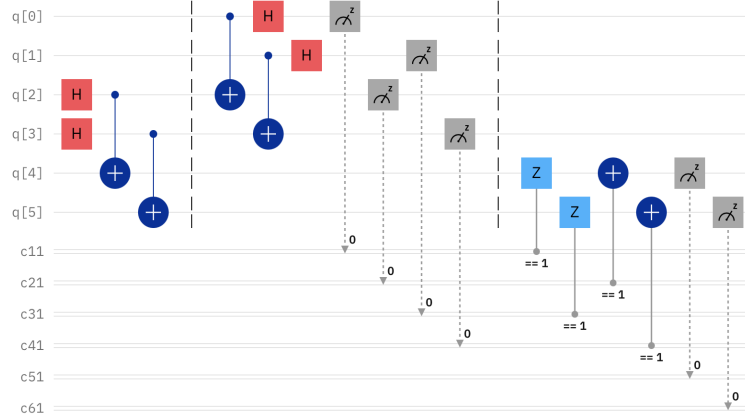 q[0] H z
q[1] H z
q[2] H z
q[3] H z
q[4] Z z
q[5] Z z
c11 0 == 1
c21 0 == 1
c31 0 == 1
c41 0 == 1
c51 0
c61 0